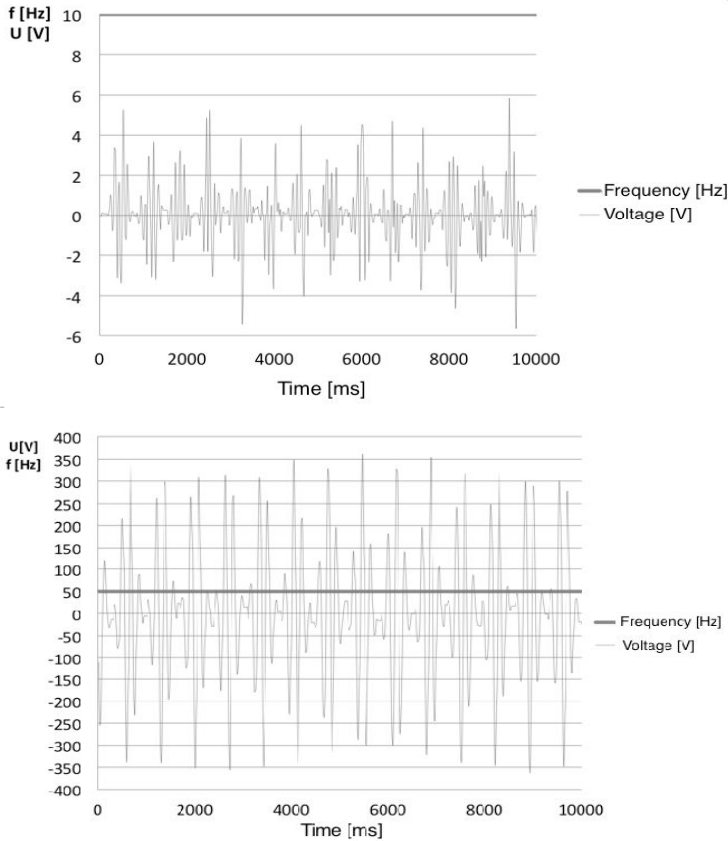 f [Hz]
U [V]
10
8
6
4
2
0
-2
-4
-6
0 2000 4000 6000 8000 10000
Time [ms]
Frequency [Hz]
Voltage [V]
U[V]
f [Hz]
400
350
300
250
200
150
100
50
0
-50
-100
-150
-200
-250
-300
-350
-400
0 2000 4000 6000 8000 10000
Time [ms]
Frequency [Hz]
Voltage [V]